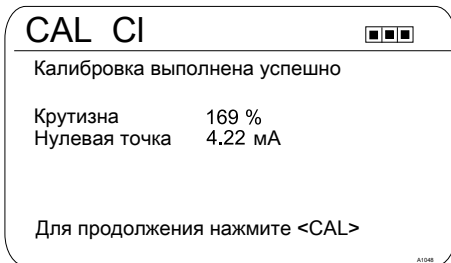 CAL Cl
Калибровка выполнена успешно
Крутизна 169 %
Нулевая точка 4.22 мА
Для продолжения нажмите <CAL>
A1048